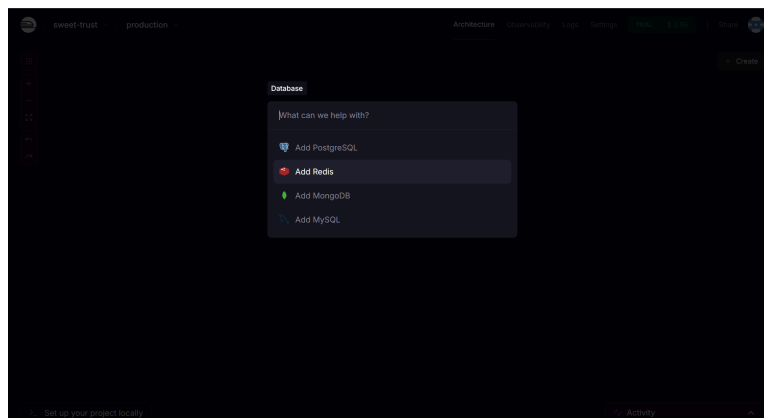 sweet-trust production Architecture Observability Logs Settings TRIAL Share
Create
Database
What can we help with?
Add PostgreSQL
Add Redis
Add MongoDB
Add MySQL
Set up your project locally Activity